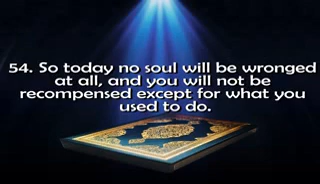 54. So today no soul will be wronged
at all, and you will not be
recompensed except for what you
used to do.